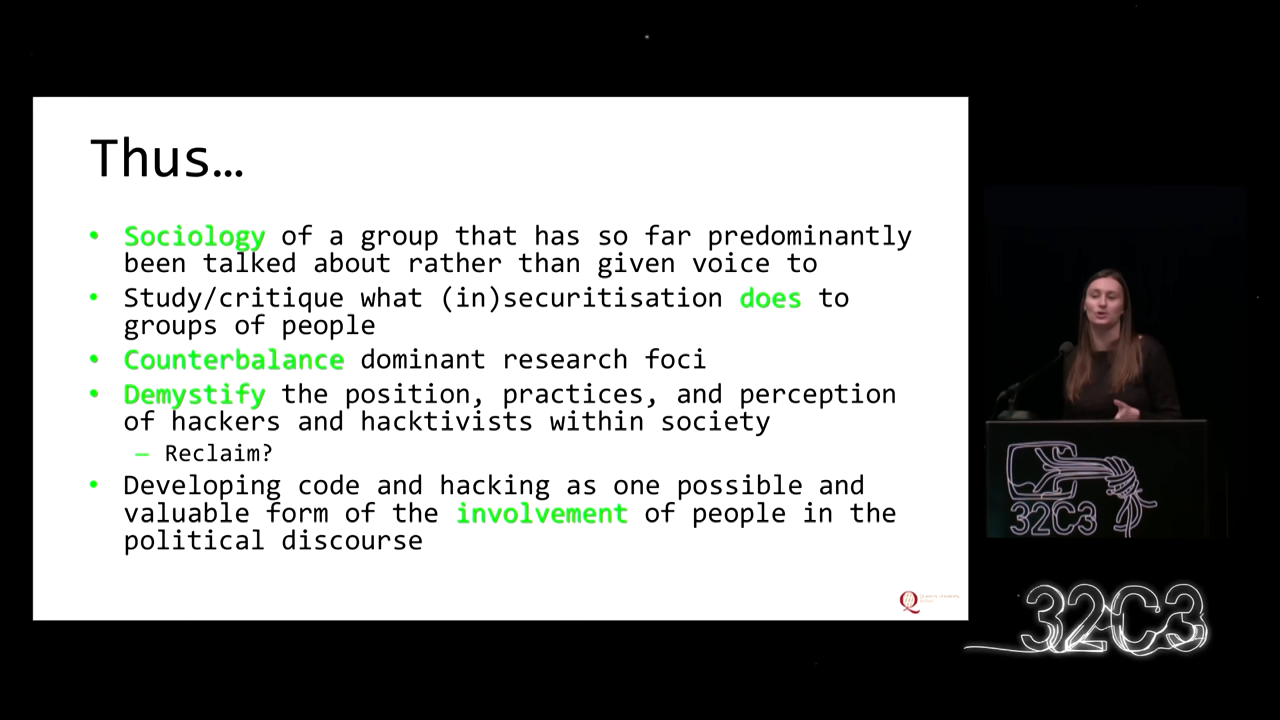 Thus…
• Sociology of a group that has so far predominantly
been talked about rather than given voice to
• Study/critique what (in)securitisation does to
groups of people
• Counterbalance dominant research foci
• Demystify the position, practices, and perception
of hackers and hacktivists within society
– Reclaim?
• Developing code and hacking as one possible and
valuable form of the involvement of people in the
political discourse
32C3
32C3